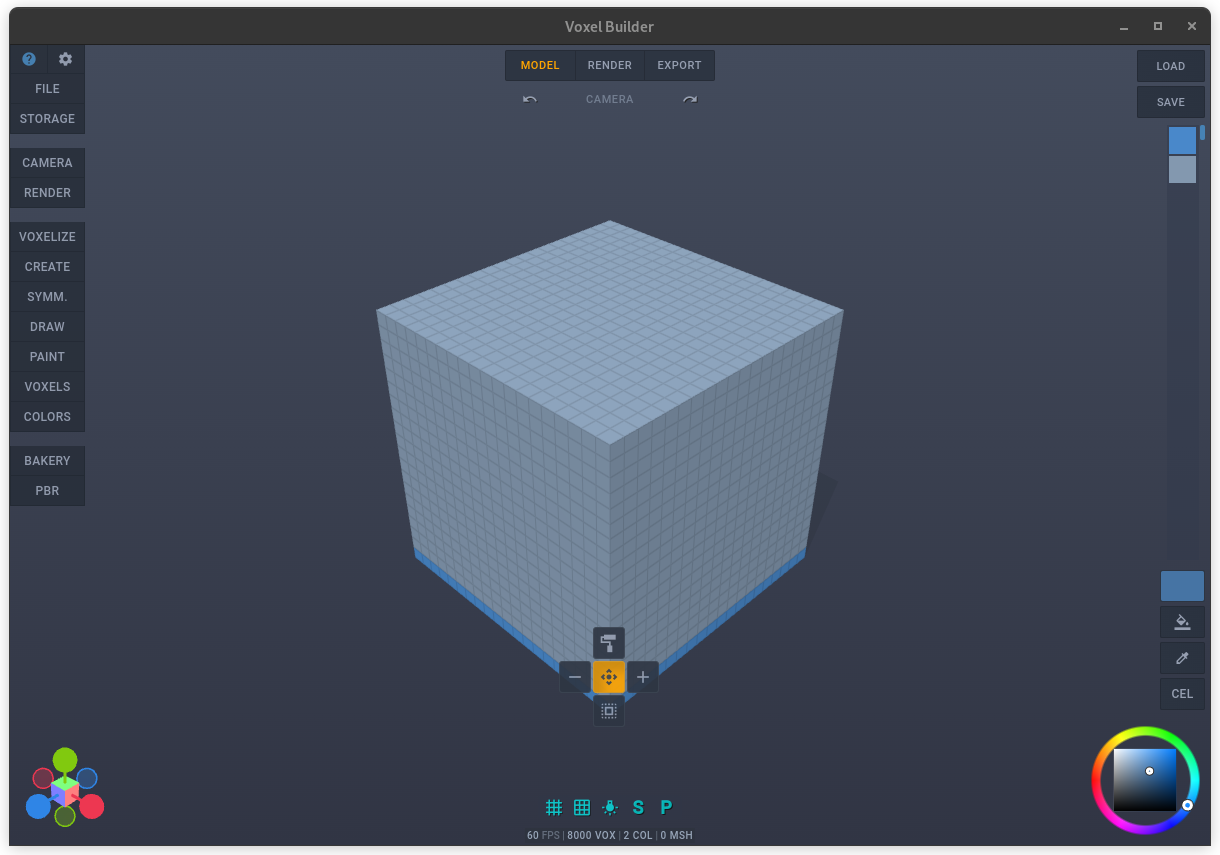 Voxel Builder
MODEL RENDER EXPORT
CAMERA
LOAD
SAVE
FILE
STORAGE
CAMERA
RENDER
VOXELIZE
CREATE
SYMM.
DRAW
PAINT
VOXELS
COLORS
BAKERY
PBR
CEL
S P
60 FPS | 8000 VOX | 2 COL | 0 MSH